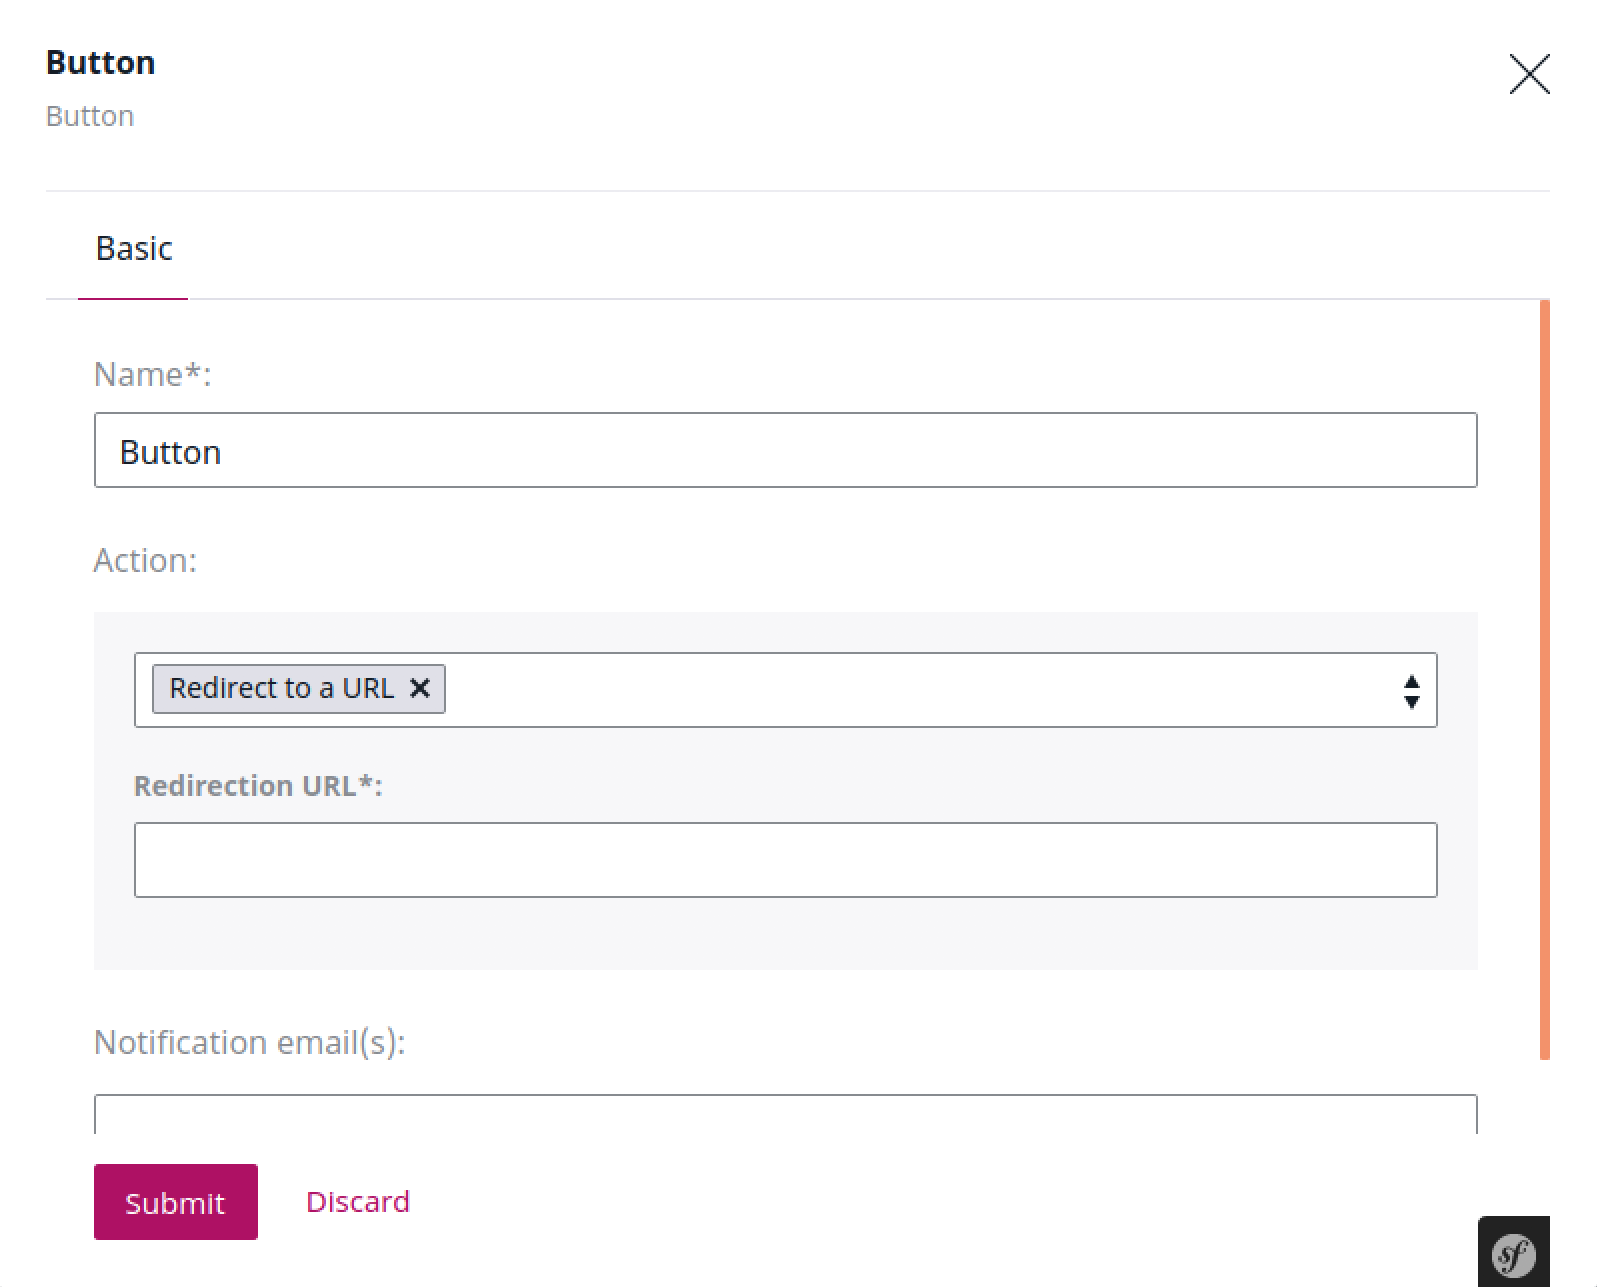 Button
Button
Basic
Name*:
Button
Action:
Redirect to a URL
Redirection URL*:
Notification email(s):
Submit Discard
sf